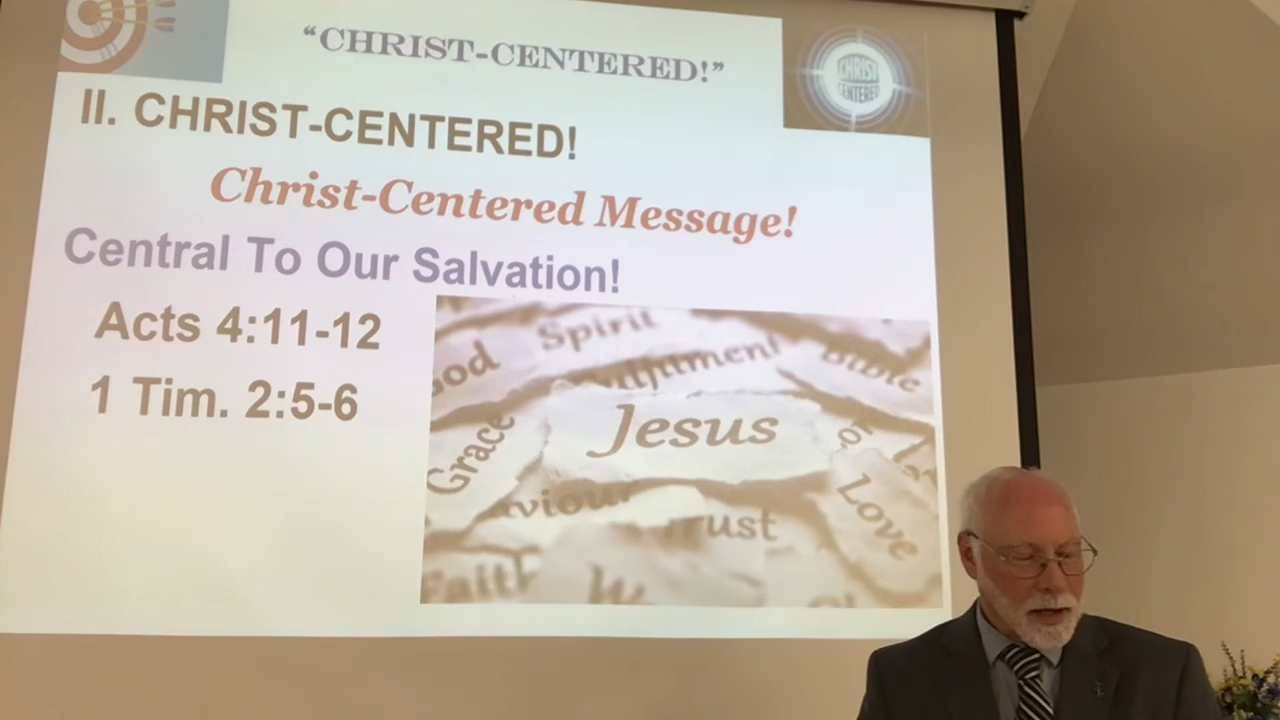 “CHRIST-CENTERED!”
CHRIST
CENTERED
II. CHRIST-CENTERED!
Christ-Centered Message!
Central To Our Salvation!
Acts 4:11-12
1 Tim. 2:5-6
Spirit
Bible
Grace
Jesus
Love
Faith